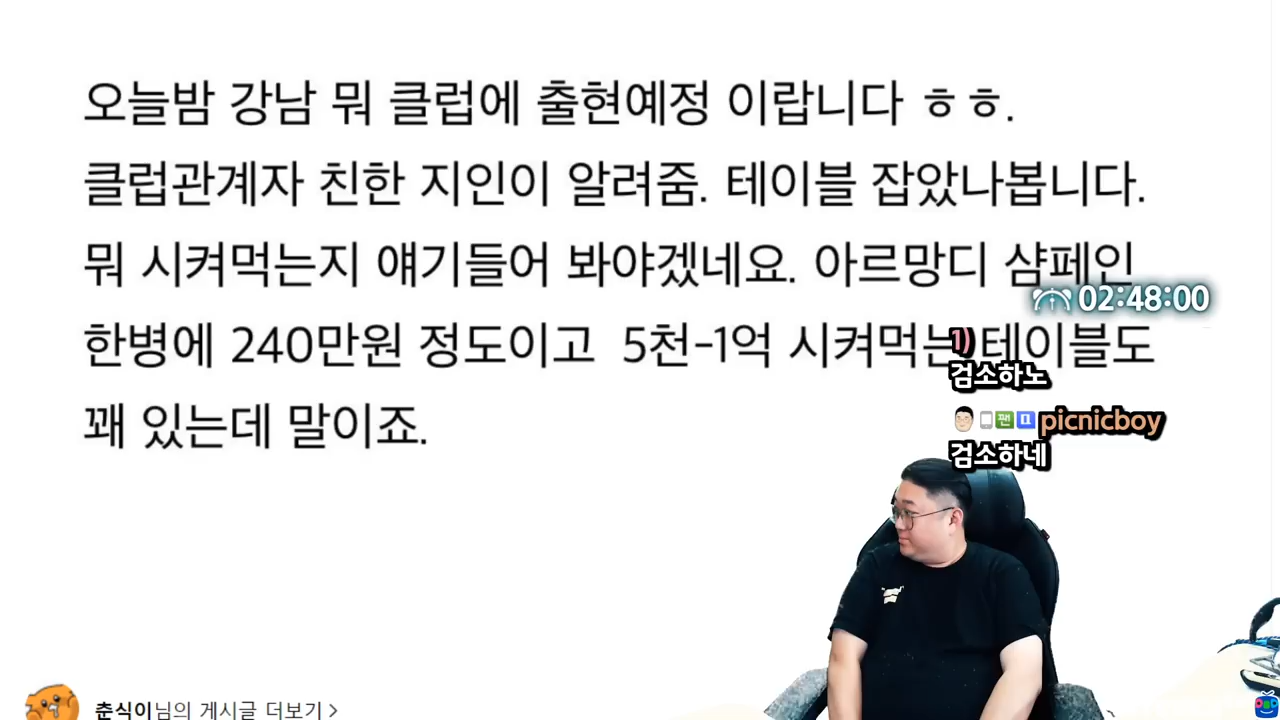 오늘밤 강남 뭐 클럽에 출현예정 이랍니다 ㅎㅎ.
클럽관계자 친한 지인이 알려줌. 테이블 잡았나봅니다.
뭐 시켜먹는지 얘기들어 봐야겠네요. 아르망디 샴페인
02:48:00
한병에 240만원 정도이고 5천-1억 시켜먹는 테이블도
1)
검소하노
꽤 있는데 말이죠.
팬 picnicboy
검소하네
춘식이님의 게시글 더보기 >